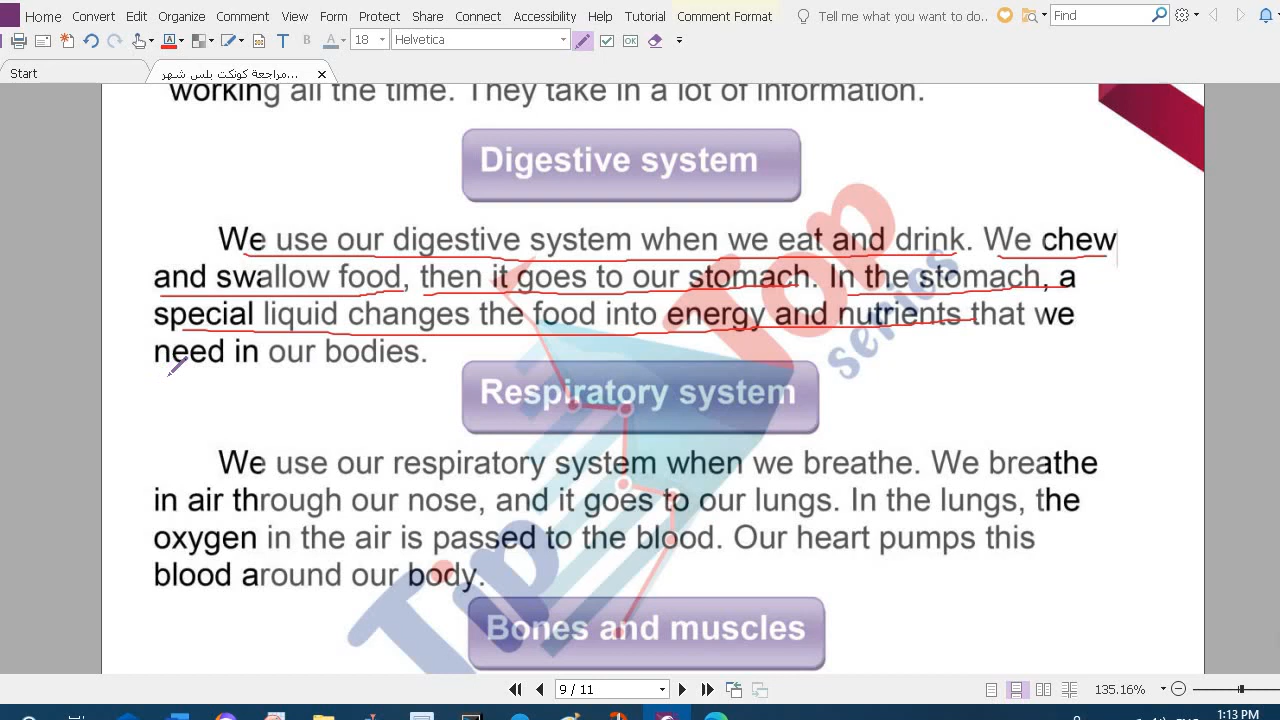 Home Convert Edit Organize Comment View Form Protect Share Connect Accessibility Help Tutorial Comment Format Tell me what you want to do.. Find
18 Helvetica
Start مراجعة كونكت بلس شهر...
working all the time. They take in a lot of information.
Digestive system
We use our digestive system when we eat and drink. We chew
and swallow food, then it goes to our stomach. In the stomach, a
special liquid changes the food into energy and nutrients that we
need in our bodies.
Respiratory system
We use our respiratory system when we breathe. We breathe
in air through our nose, and it goes to our lungs. In the lungs, the
oxygen in the air is passed to the blood. Our heart pumps this
blood around our body.
Bones and muscles
Tip Top
series
9 / 11 135.16%
1:13 PM